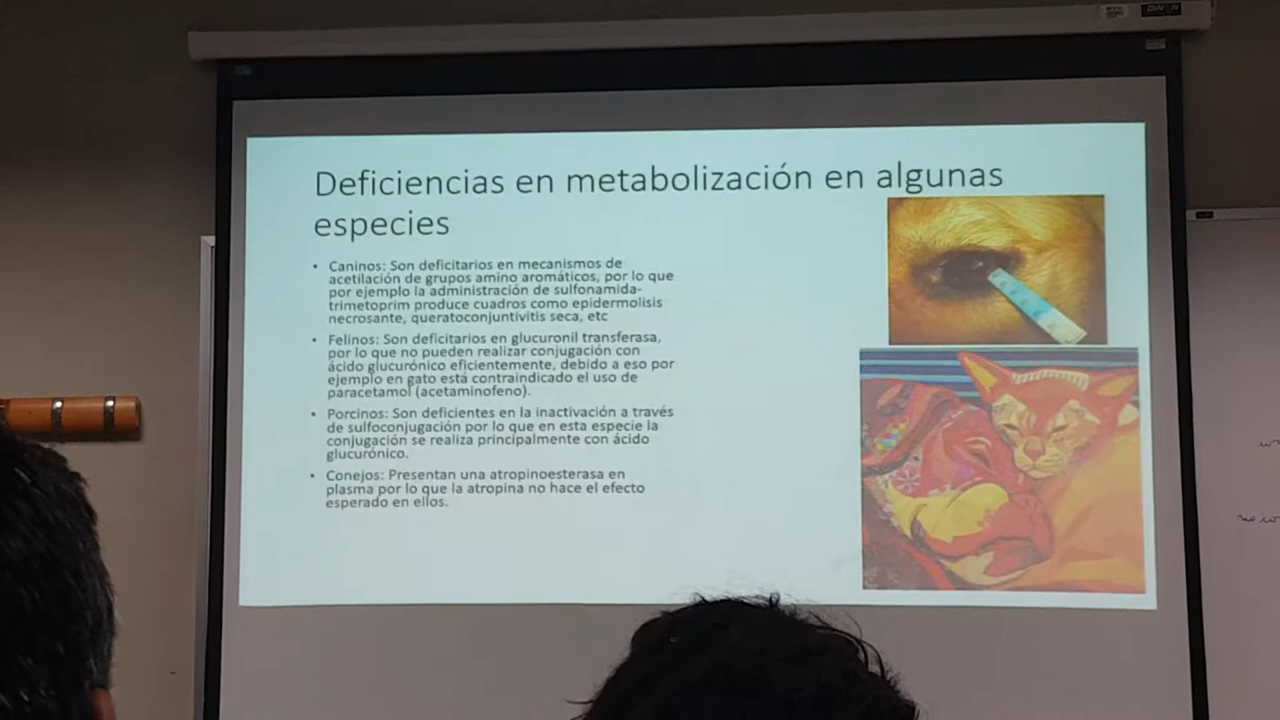 Deficiencias en metabolización en algunas
especies
• Caninos: Son deficitarios en mecanismos de
acetilación de grupos amino aromáticos, por lo que
por ejemplo la administración de sulfonamida-
trimetoprim produce cuadros como epidermolisis
necrosante, queratoconjuntivitis seca, etc
• Felinos: Son deficitarios en glucuronil transferasa,
por lo que no pueden realizar conjugación con
ácido glucurónico eficientemente, debido a eso por
ejemplo en gato está contraindicado el uso de
paracetamol (acetaminofeno).
• Porcinos: Son deficientes en la inactivación a través
de sulfoconjugación por lo que en esta especie la
conjugación se realiza principalmente con ácido
glucurónico.
• Conejos: Presentan una atropinoesterasa en
plasma por lo que la atropina no hace el efecto
esperado en ellos.